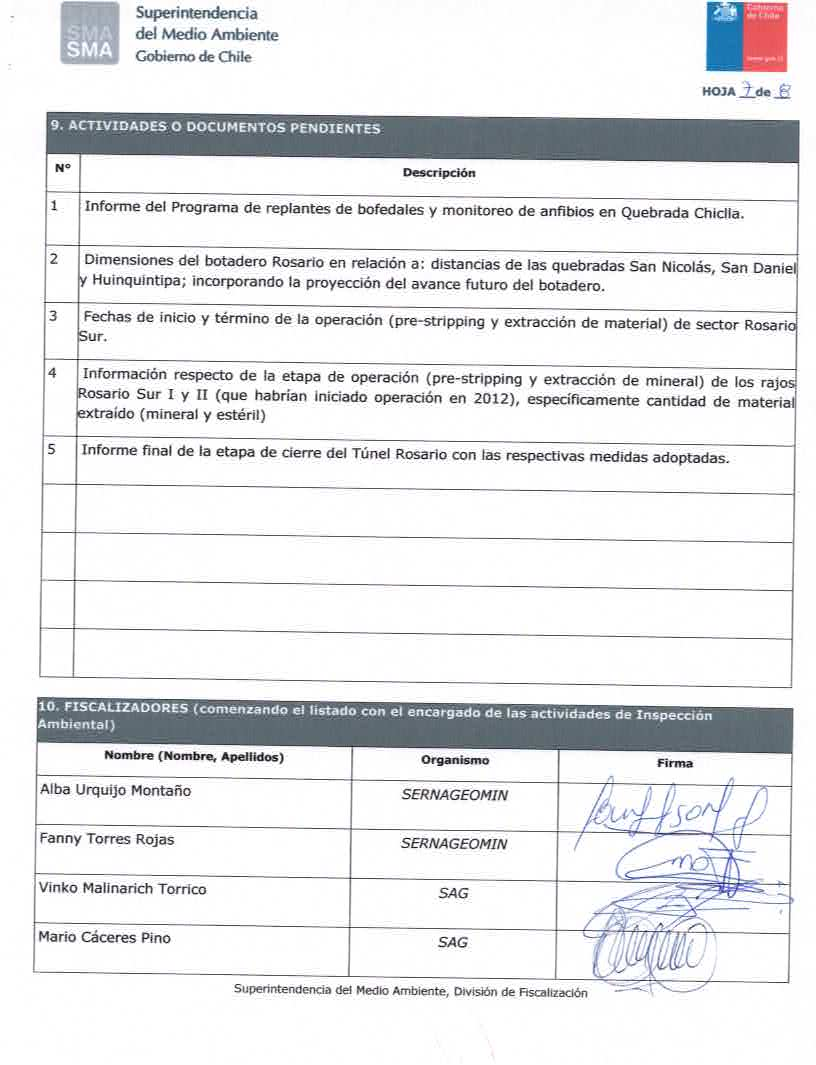 SMA
SMA
Superintendencia
del Medio Ambiente
Gobierno de Chile
Gobierno
de Chile
www.gob.cl
HOJA 7 de 8
9. ACTIVIDADES O DOCUMENTOS PENDIENTES
N° Descripción
1 Informe del Programa de replantes de bofedales y monitoreo de anfibios en Quebrada Chiclla.
2 Dimensiones del botadero Rosario en relación a: distancias de las quebradas San Nicolás, San Daniel
y Huinquintipa; incorporando la proyección del avance futuro del botadero.
3 Fechas de inicio y término de la operación (pre-stripping y extracción de material) de sector Rosario
Sur.
4 Información respecto de la etapa de operación (pre-stripping y extracción de mineral) de los rajos
Rosario Sur I y II (que habrían iniciado operación en 2012), específicamente cantidad de material
extraído (mineral y estéril)
5 Informe final de la etapa de cierre del Túnel Rosario con las respectivas medidas adoptadas.
10. FISCALIZADORES (comenzando el listado con el encargado de las actividades de Inspección
Ambiental)
Nombre (Nombre, Apellidos) Organismo Firma
Alba Urquijo Montaño SERNAGEOMIN
Fanny Torres Rojas SERNAGEOMIN
Vinko Malinarich Torrico SAG
Mario Cáceres Pino SAG
Superintendencia del Medio Ambiente, División de Fiscalización